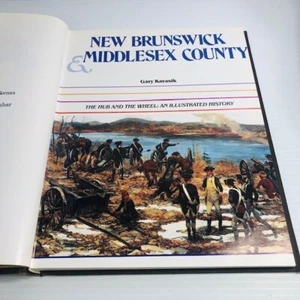 NEW BRUNSWICK
& MIDDLESEX COUNTY
Gary Karasik
THE HUB AND THE WHEEL: AN ILLUSTRATED HISTORY